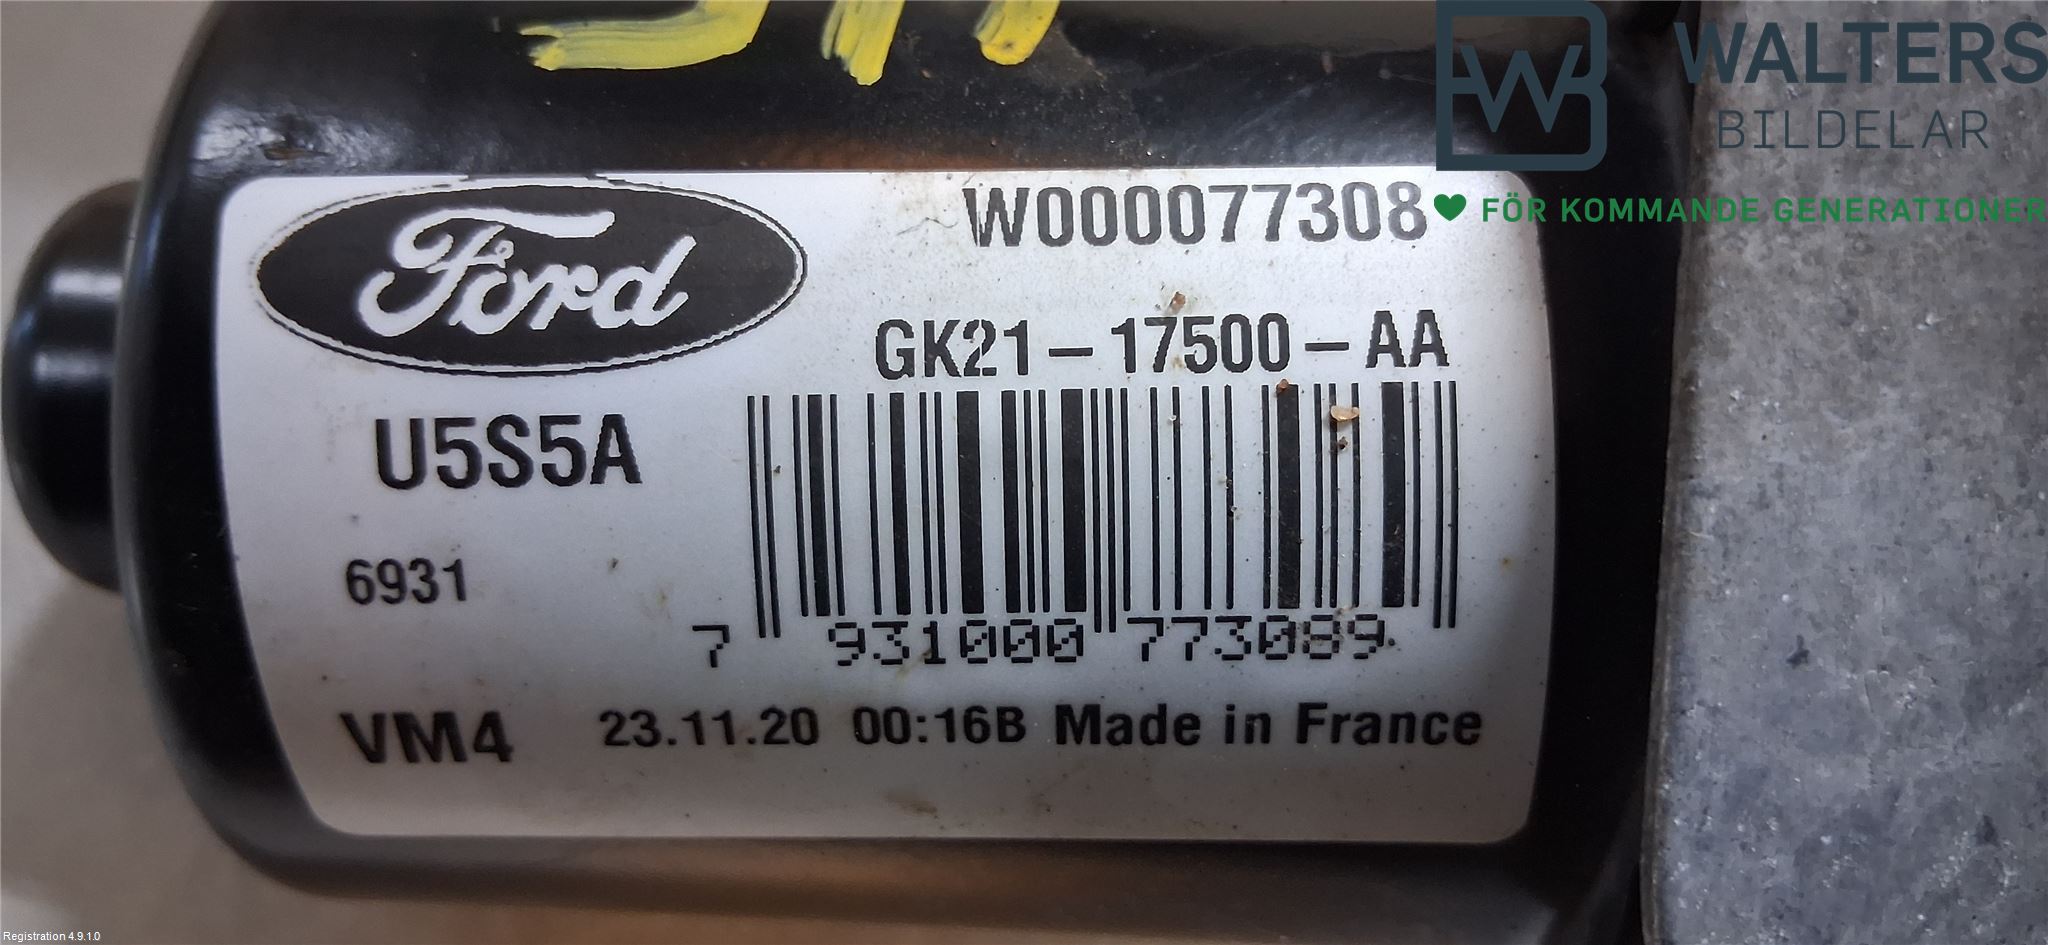 WALTERS
BILDELAR
FÖR KOMMANDE GENERATIONER
Ford
W000077308
GK21-17500-AA
U5S5A
6931
7 931000 773089
VM4 23.11.20 00:16B Made in France
Registration 4.9.1.0